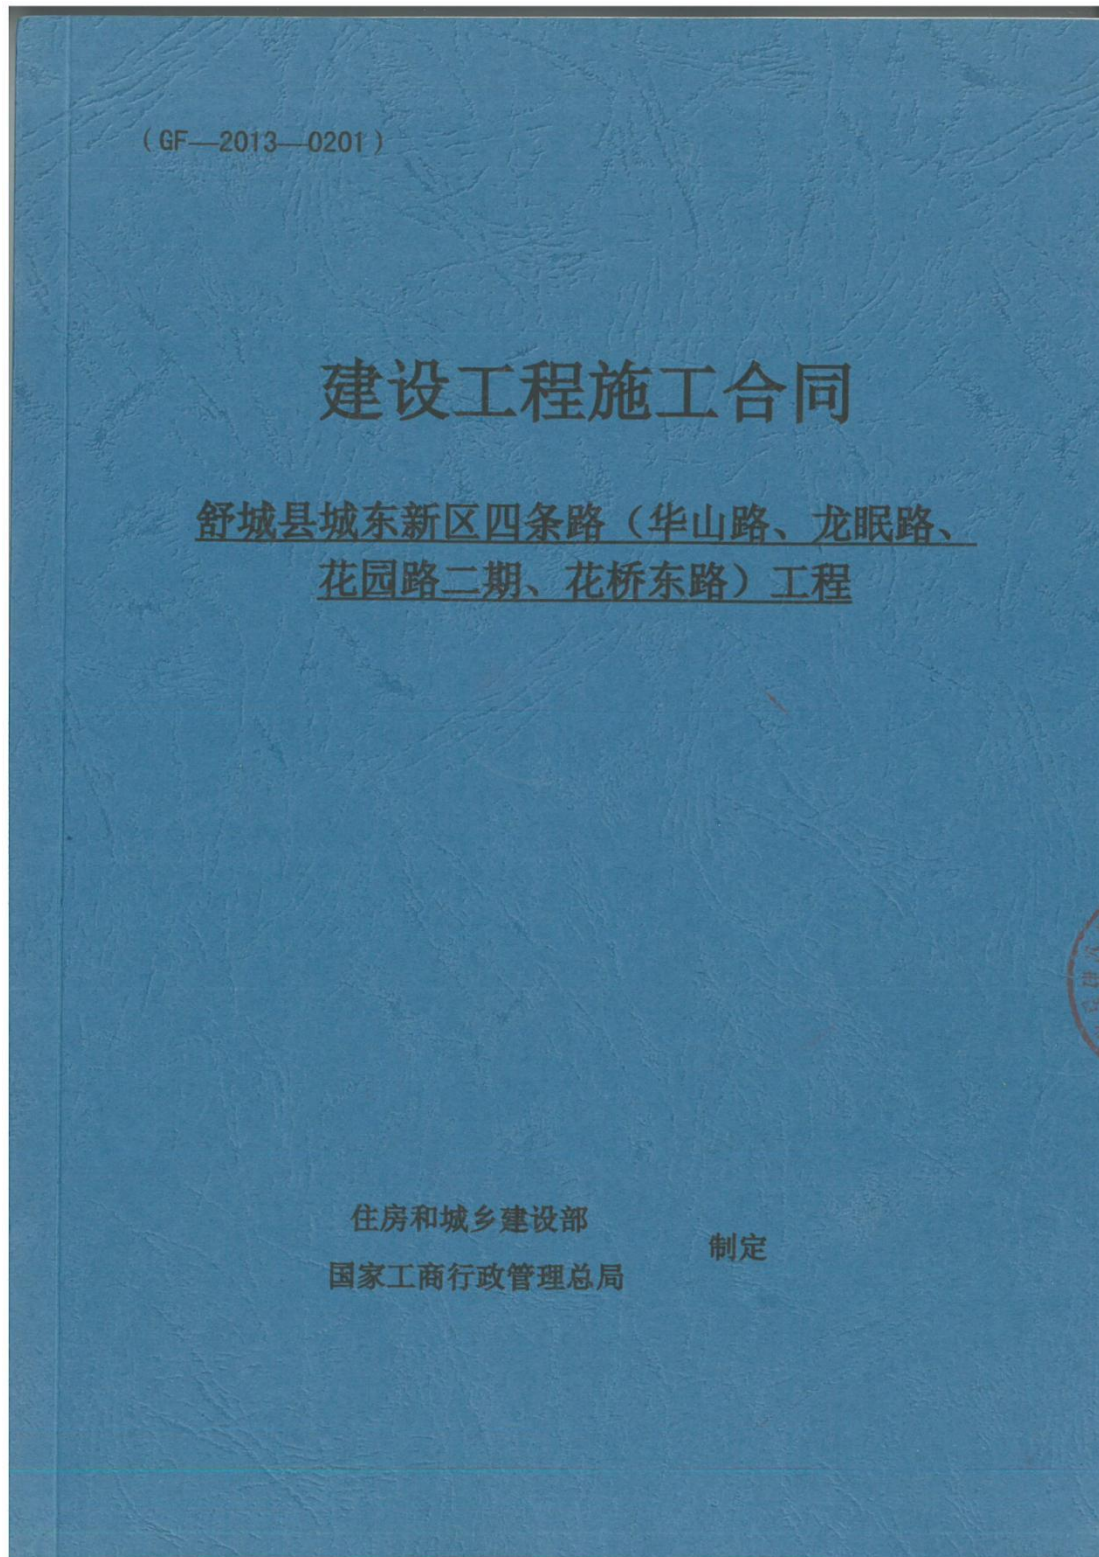 （GF—2013—0201）
建设工程施工合同
舒城县城东新区四条路（华山路、龙眠路、
花园路二期、花桥东路）工程
住房和城乡建设部
国家工商行政管理总局
制定